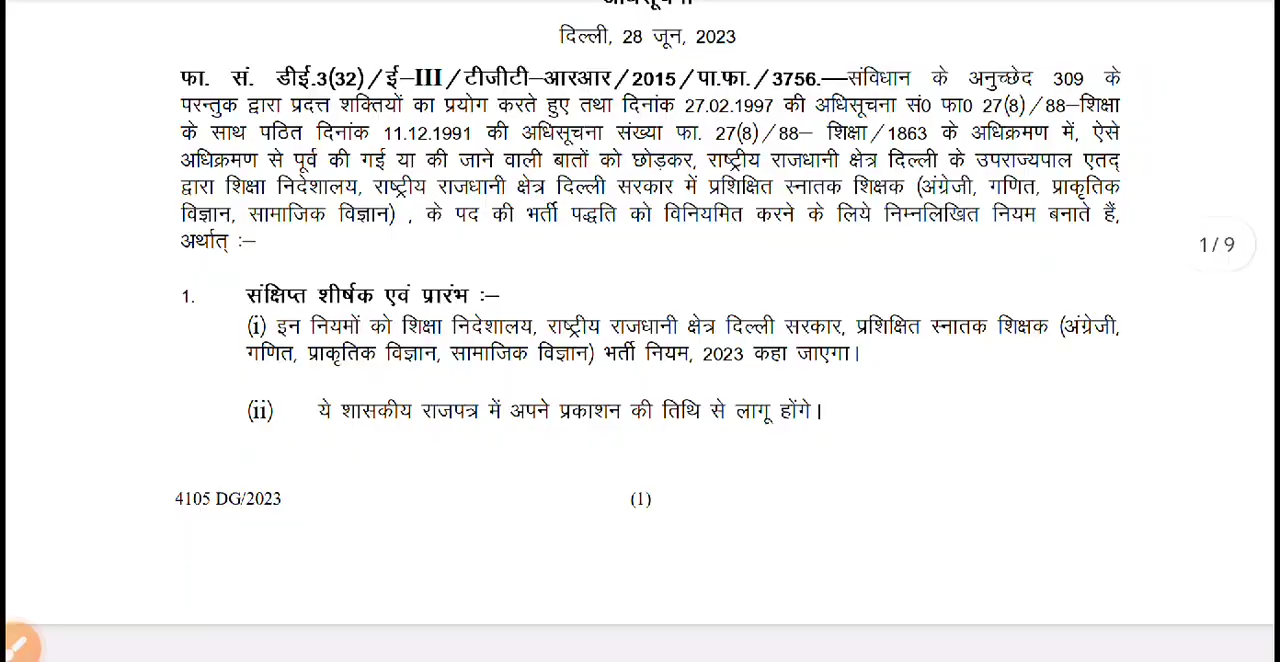 दिल्ली, 28 जून, 2023
फा. सं. डीई.3(32)/ई–III/टीजीटी–आरआर/2015/पा.फा./3756.—संविधान के अनुच्छेद 309 के
परन्तुक द्वारा प्रदत्त शक्तियों का प्रयोग करते हुए तथा दिनांक 27.02.1997 की अधिसूचना सं0 फा0 27(8)/88–शिक्षा
के साथ पठित दिनांक 11.12.1991 की अधिसूचना संख्या फा. 27(8)/88– शिक्षा/1863 के अधिक्रमण में, ऐसे
अधिक्रमण से पूर्व की गई या की जाने वाली बातों को छोड़कर, राष्ट्रीय राजधानी क्षेत्र दिल्ली के उपराज्यपाल एतद्
द्वारा शिक्षा निदेशालय, राष्ट्रीय राजधानी क्षेत्र दिल्ली सरकार में प्रशिक्षित स्नातक शिक्षक (अंग्रेजी, गणित, प्राकृतिक
विज्ञान, सामाजिक विज्ञान) , के पद की भर्ती पद्धति को विनियमित करने के लिये निम्नलिखित नियम बनाते हैं,
अर्थात् :–
1/9
1. संक्षिप्त शीर्षक एवं प्रारंभ :–
(i) इन नियमों को शिक्षा निदेशालय, राष्ट्रीय राजधानी क्षेत्र दिल्ली सरकार, प्रशिक्षित स्नातक शिक्षक (अंग्रेजी,
गणित, प्राकृतिक विज्ञान, सामाजिक विज्ञान) भर्ती नियम, 2023 कहा जाएगा।
(ii) ये शासकीय राजपत्र में अपने प्रकाशन की तिथि से लागू होंगे।
4105 DG/2023 (1)